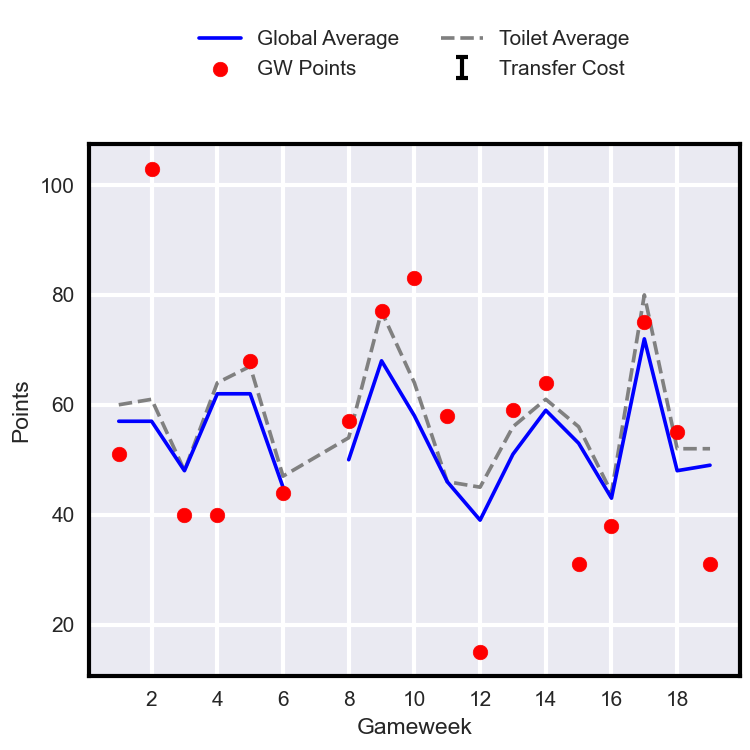 Global Average
Toilet Average
GW Points
Transfer Cost
100
80
60
40
20
Points
2 4 6 8 10 12 14 16 18
Gameweek